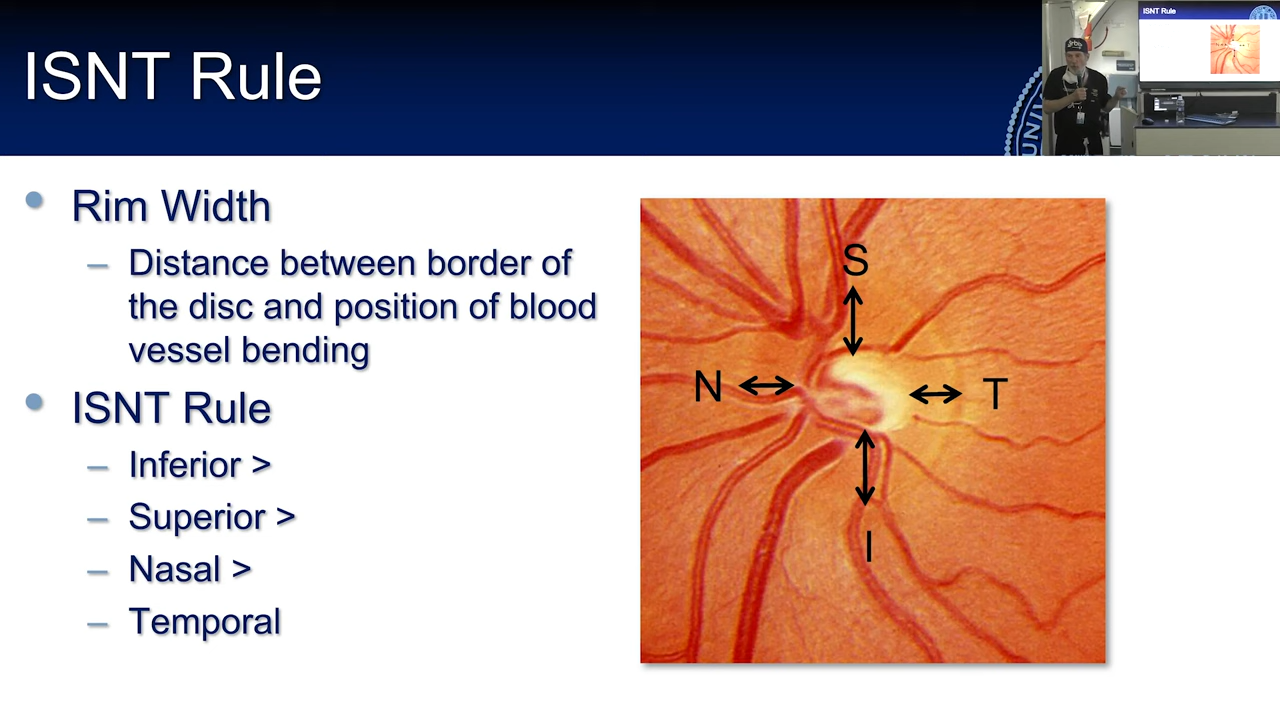 ISNT Rule
ISNT Rule
Rim Width
– Distance between border of
the disc and position of blood
vessel bending
ISNT Rule
– Inferior >
– Superior >
– Nasal >
– Temporal
S
N
T
I